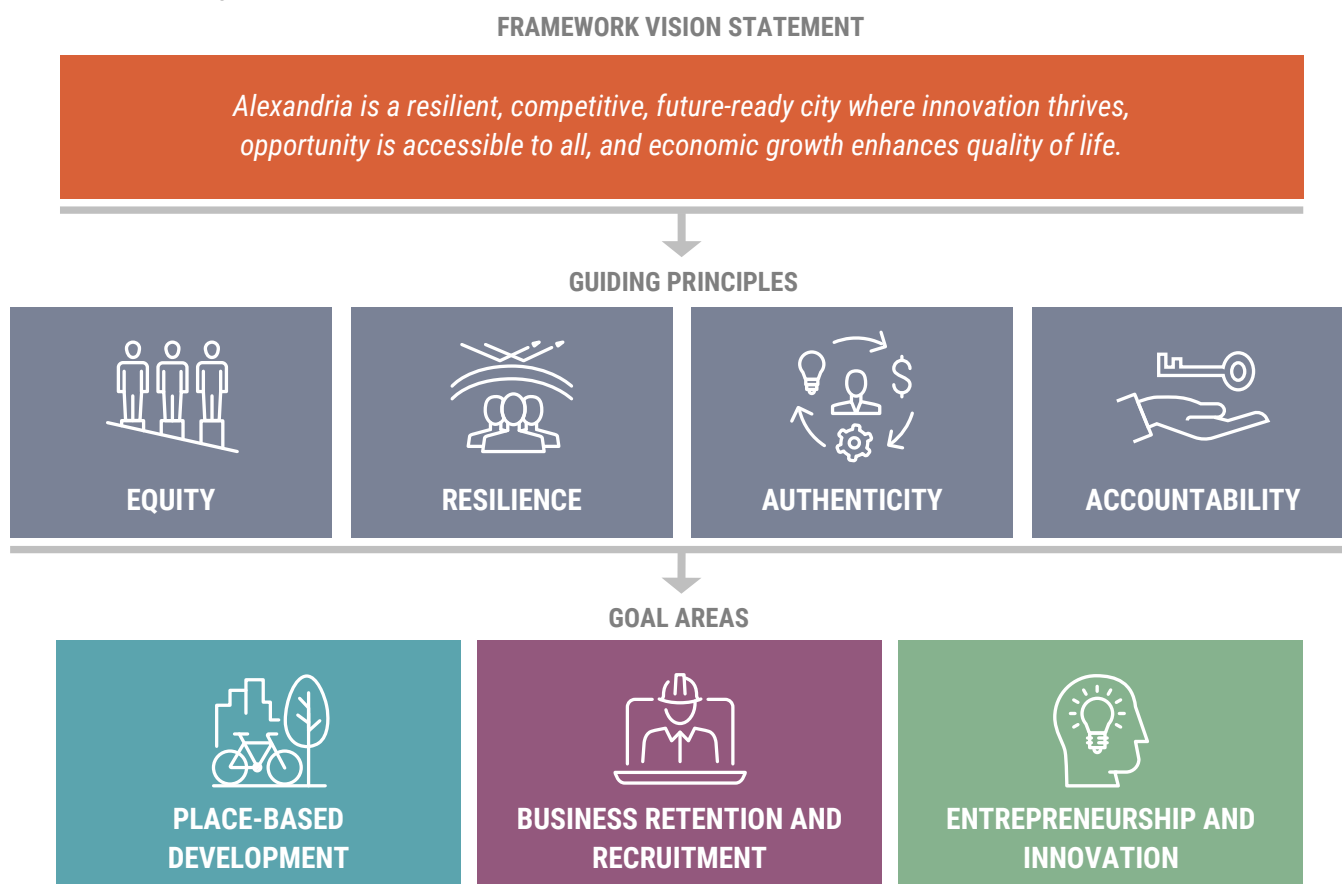 FRAMEWORK VISION STATEMENT
Alexandria is a resilient, competitive, future-ready city where innovation thrives,
opportunity is accessible to all, and economic growth enhances quality of life.
GUIDING PRINCIPLES
EQUITY
RESILIENCE
AUTHENTICITY
ACCOUNTABILITY
GOAL AREAS
PLACE-BASED
DEVELOPMENT
BUSINESS RETENTION AND
RECRUITMENT
ENTREPRENEURSHIP AND
INNOVATION